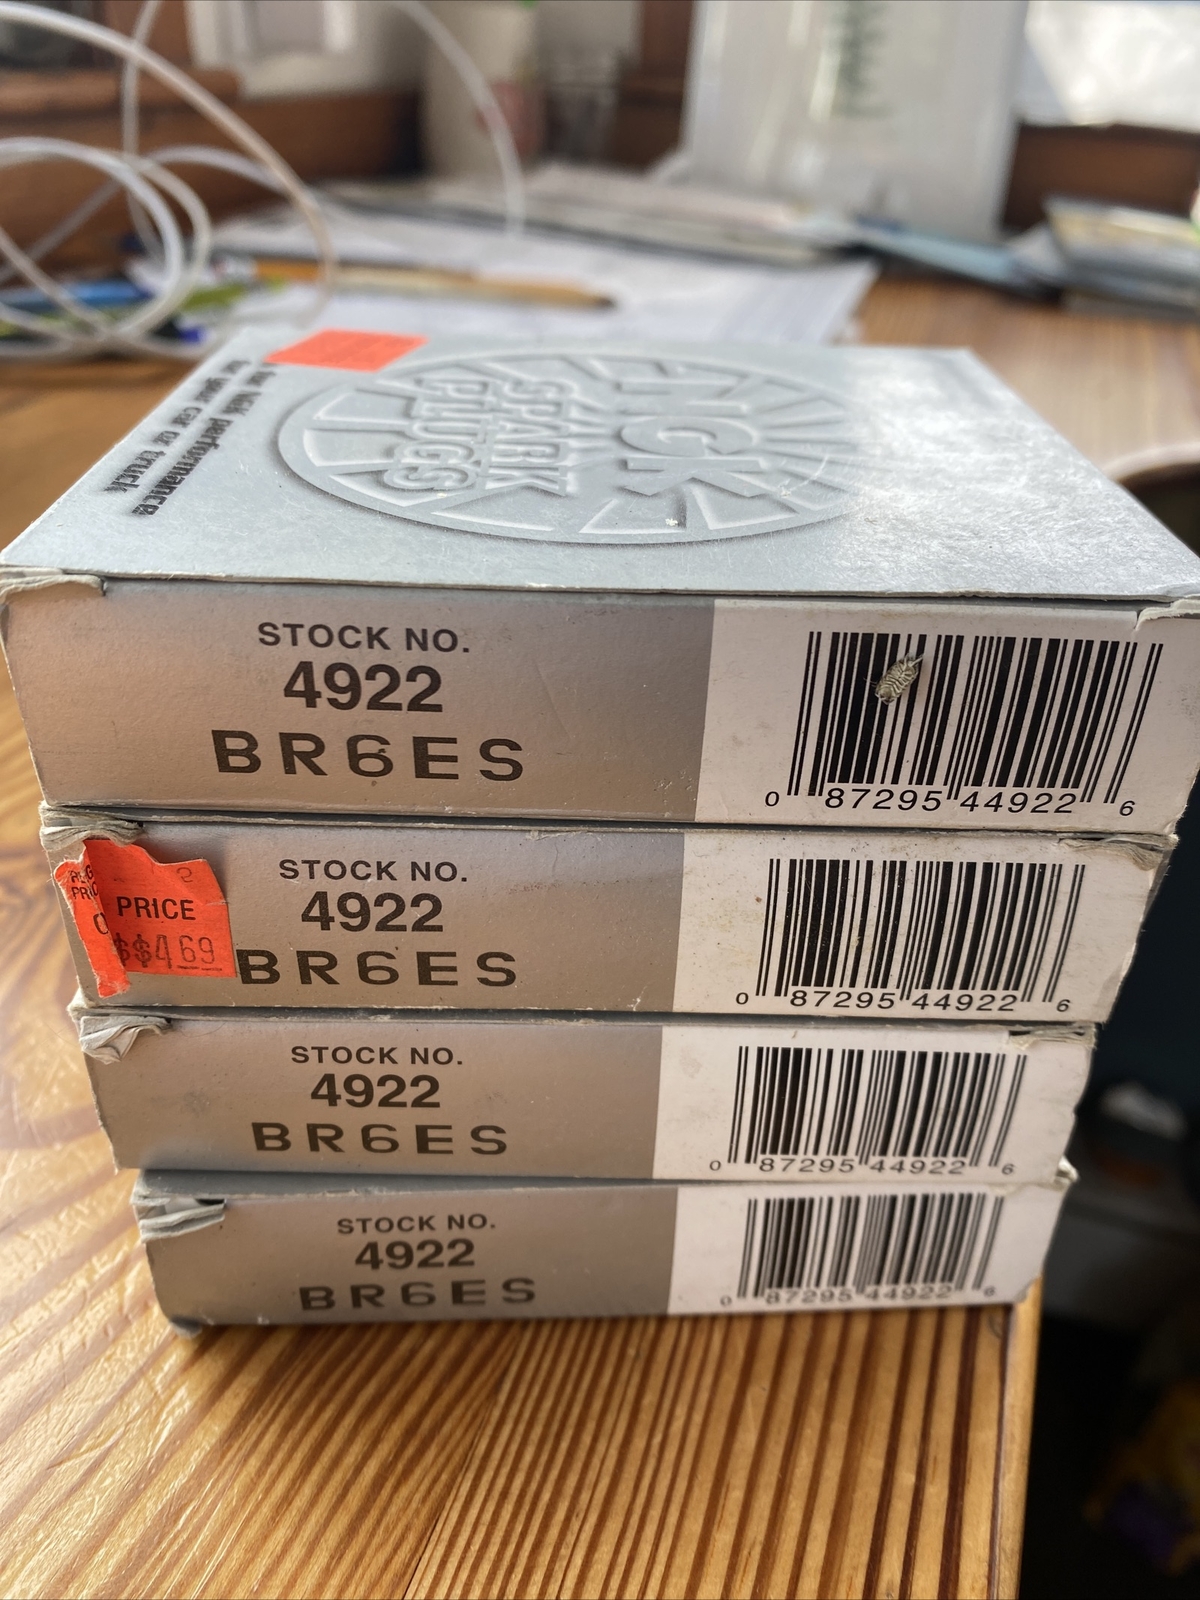 NGK
SPARK
PLUGS
performance
for your car or truck
STOCK NO.
4922
BR6ES
0 87295 44922 6
PRICE
$$4.69
STOCK NO.
4922
BR6ES
0 87295 44922 6
STOCK NO.
4922
BR6ES
0 87295 44922 6
STOCK NO.
4922
BR6ES
0 87295 44922 6